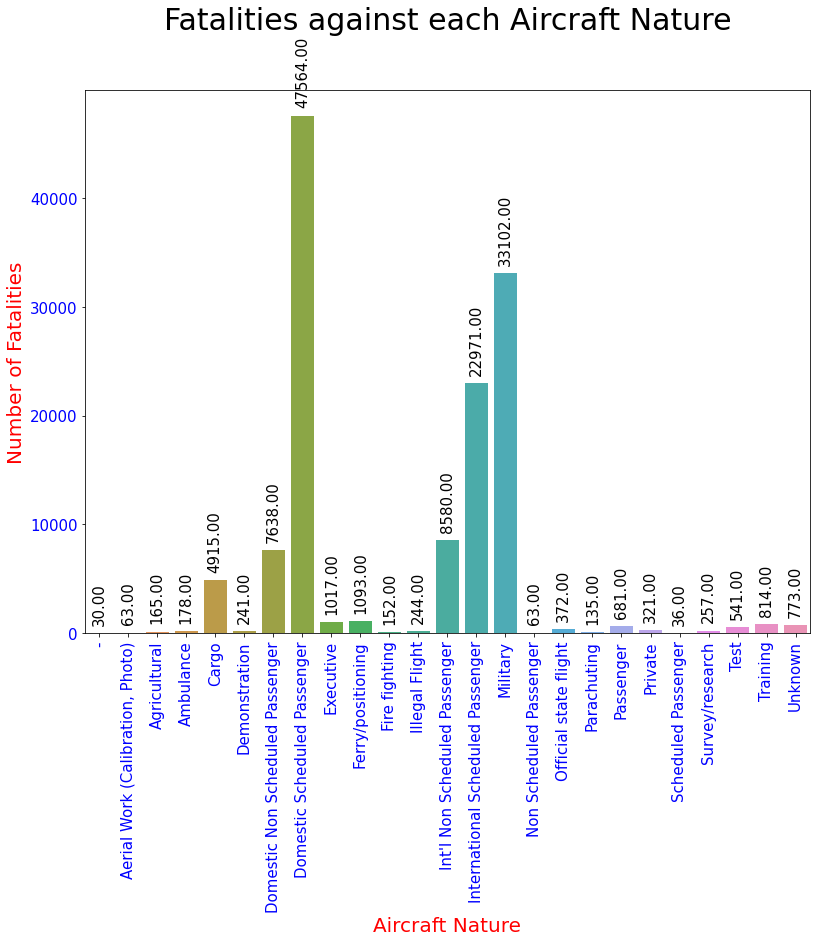 Fatalities against each Aircraft Nature
Number of Fatalities
40000
30000
20000
10000
0
30.00
63.00
165.00
178.00
4915.00
241.00
7638.00
47564.00
1017.00
1093.00
152.00
244.00
8580.00
22971.00
33102.00
63.00
372.00
135.00
681.00
321.00
36.00
257.00
541.00
814.00
773.00
-
Aerial Work (Calibration, Photo)
Agricultural
Ambulance
Cargo
Demonstration
Domestic Non Scheduled Passenger
Domestic Scheduled Passenger
Executive
Ferry/positioning
Fire fighting
Illegal Flight
Int'l Non Scheduled Passenger
International Scheduled Passenger
Military
Non Scheduled Passenger
Official state flight
Parachuting
Passenger
Private
Scheduled Passenger
Survey/research
Test
Training
Unknown
Aircraft Nature